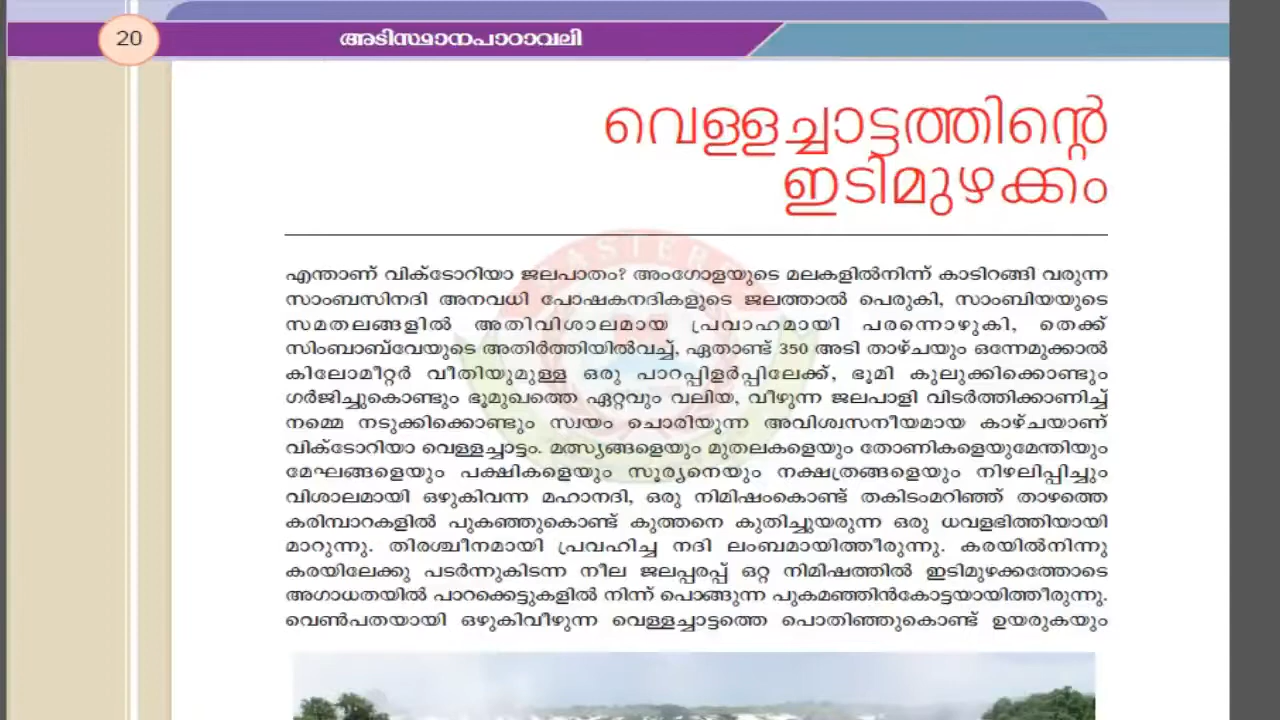 20
അടിസ്ഥാനപാഠാവലി
വെള്ളച്ചാട്ടത്തിന്റെ
ഇടിമുഴക്കം
എന്താണ് വിക്ടോറിയാ ജലപാതം? അംഗോളയുടെ മലകളിൽനിന്ന് കാടിറങ്ങി വരുന്ന
സാംബസിനദി അനവധി പോഷകനദികളുടെ ജലത്താൽ പെരുകി, സാംബിയയുടെ
സമതലങ്ങളിൽ അതിവിശാലമായ പ്രവാഹമായി പരന്നൊഴുകി, തെക്ക്
സിംബാബ്‌വേയുടെ അതിർത്തിയിൽവച്ച്, ഏതാണ്ട് 350 അടി താഴ്ചയും ഒന്നേമുക്കാൽ
കിലോമീറ്റർ വീതിയുമുള്ള ഒരു പാറപ്പിളർപ്പിലേക്ക്, ഭൂമി കുലുക്കിക്കൊണ്ടും
ഗർജിച്ചുകൊണ്ടും ഭൂമുഖത്തെ ഏറ്റവും വലിയ, വീഴുന്ന ജലപാളി വിടർത്തിക്കാണിച്ച്
നമ്മെ നടുക്കിക്കൊണ്ടും സ്വയം ചൊരിയുന്ന അവിശ്വസനീയമായ കാഴ്ചയാണ്
വിക്ടോറിയാ വെള്ളച്ചാട്ടം. മത്സ്യങ്ങളെയും മുതലകളെയും തോണികളെയുമേന്തിയും
മേഘങ്ങളെയും പക്ഷികളെയും സൂര്യനെയും നക്ഷത്രങ്ങളെയും നിഴലിപ്പിച്ചും
വിശാലമായി ഒഴുകിവന്ന മഹാനദി, ഒരു നിമിഷംകൊണ്ട് തകിടംമറിഞ്ഞ് താഴത്തെ
കരിമ്പാറകളിൽ പുകഞ്ഞുകൊണ്ട് കുത്തനെ കുതിച്ചുയരുന്ന ഒരു ധവളഭിത്തിയായി
മാറുന്നു. തിരശ്ചീനമായി പ്രവഹിച്ച നദി ലംബമായിത്തീരുന്നു. കരയിൽനിന്നു
കരയിലേക്കു പടർന്നുകിടന്ന നീല ജലപ്പരപ്പ് ഒറ്റ നിമിഷത്തിൽ ഇടിമുഴക്കത്തോടെ
അഗാധതയിൽ പാറക്കെട്ടുകളിൽ നിന്ന് പൊങ്ങുന്ന പുകമഞ്ഞിൻകോട്ടയായിത്തീരുന്നു.
വെൺപതയായി ഒഴുകിവീഴുന്ന വെള്ളച്ചാട്ടത്തെ പൊതിഞ്ഞുകൊണ്ട് ഉയരുകയും